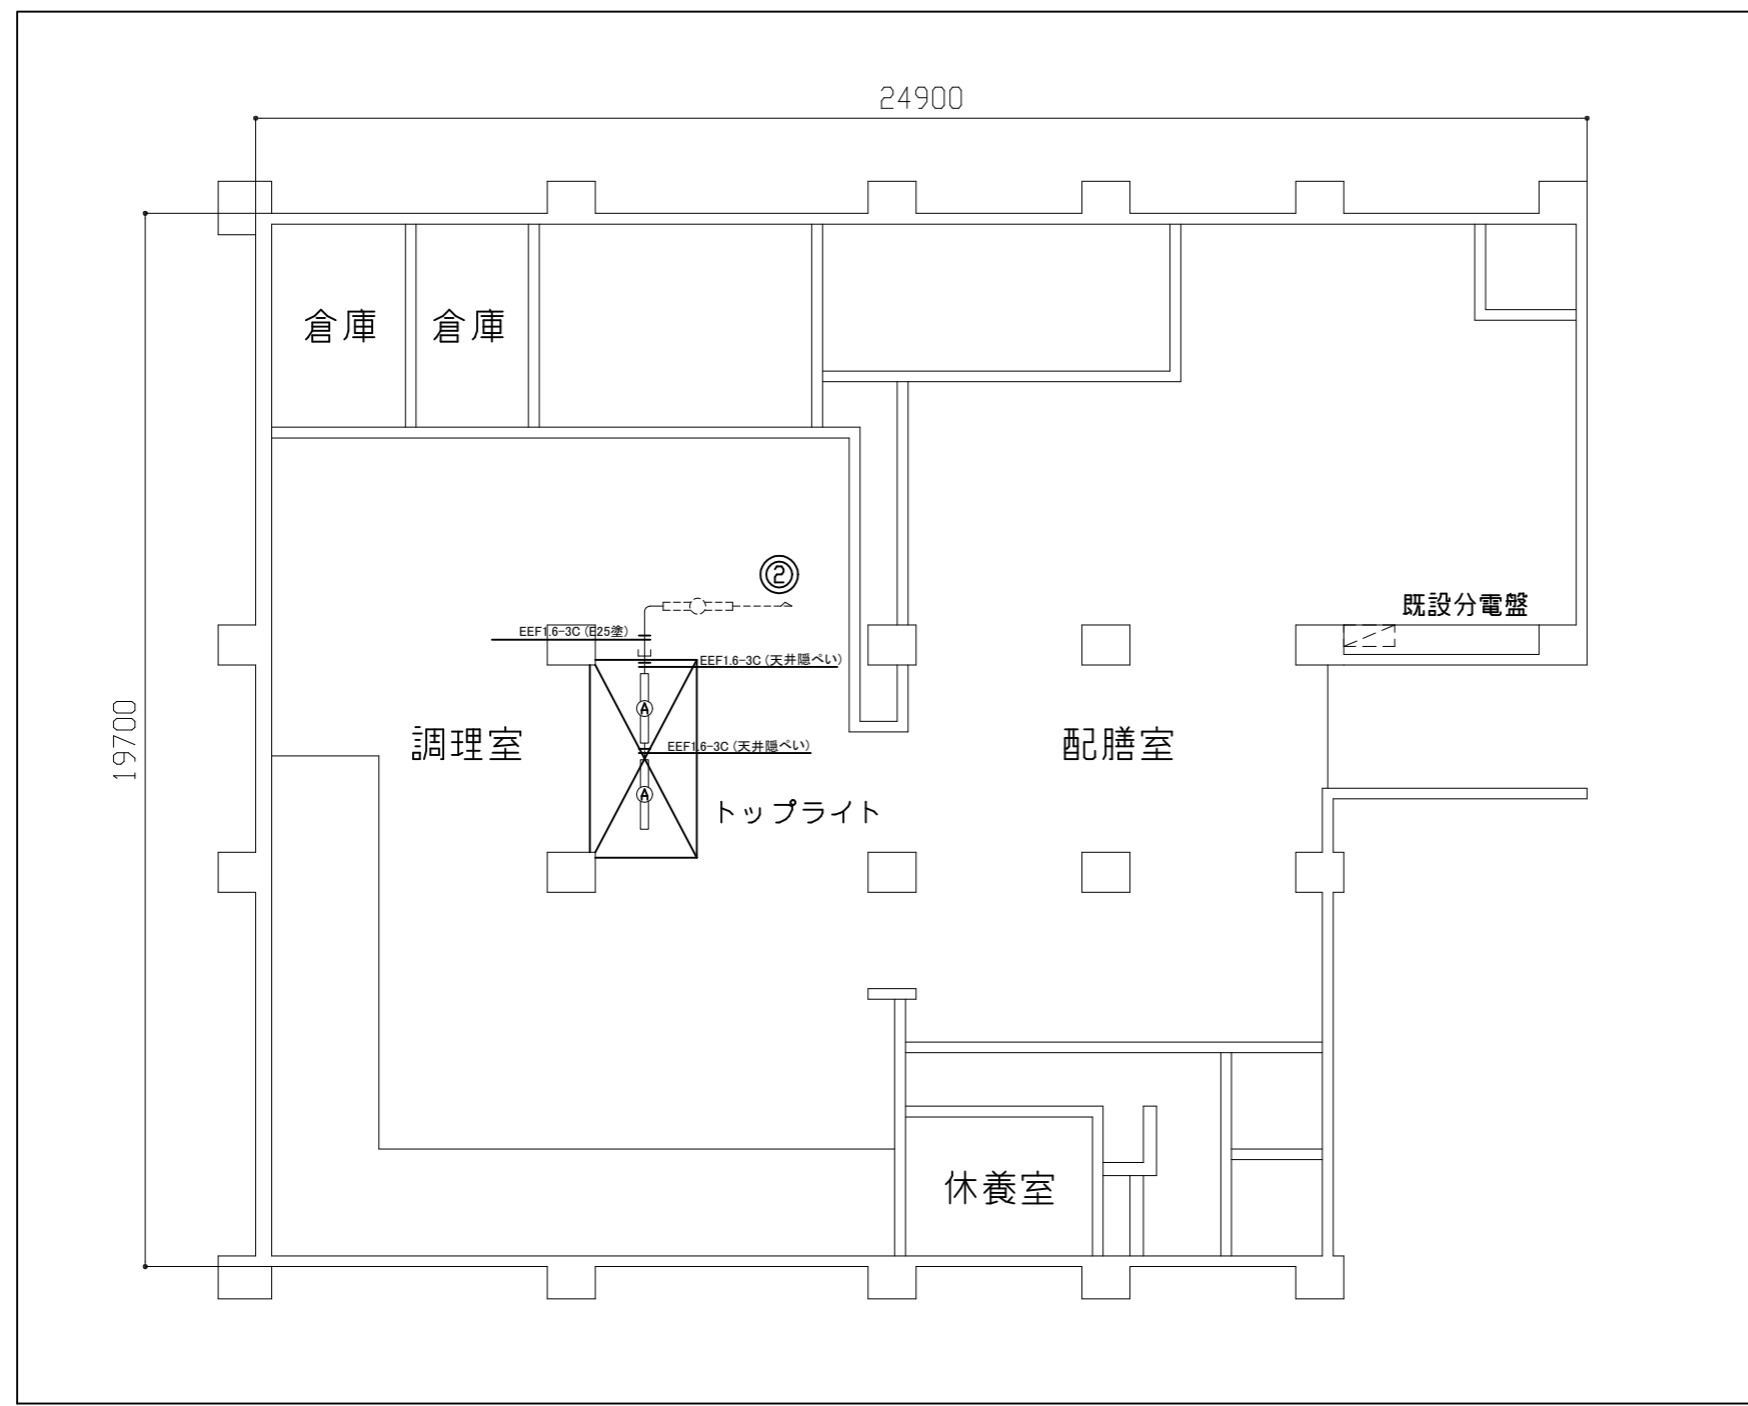 24900
倉庫
倉庫
②
既設分電盤
EEF1.6-3C (E25塗)
EEF1.6-3C (天井隠ぺい)
19700
調理室
A
EEF1.6-3C (天井隠ぺい)
配膳室
A
トップライト
休養室